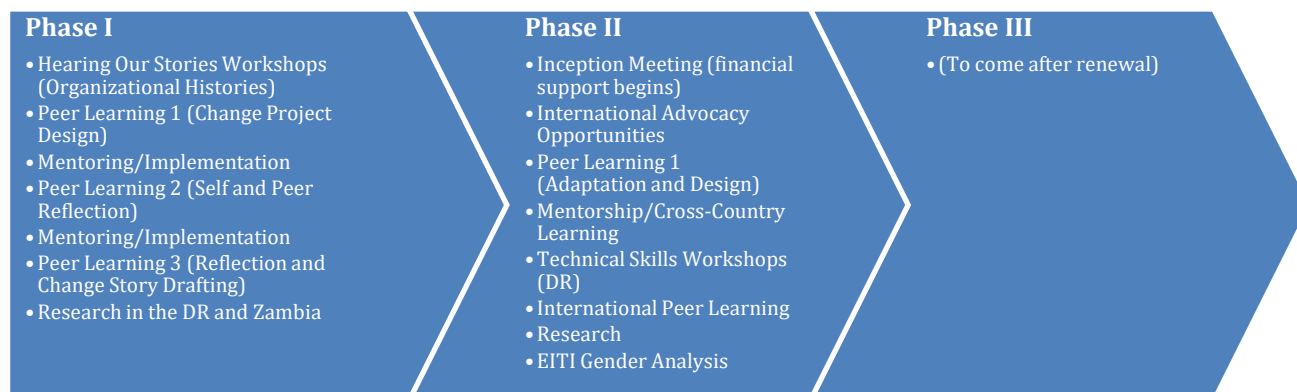 Phase I
• Hearing Our Stories Workshops
(Organizational Histories)
• Peer Learning 1 (Change Project
Design)
• Mentoring/Implementation
• Peer Learning 2 (Self and Peer
Reflection)
• Mentoring/Implementation
• Peer Learning 3 (Reflection and
Change Story Drafting)
• Research in the DR and Zambia
Phase II
• Inception Meeting (financial
support begins)
• International Advocacy
Opportunities
• Peer Learning 1
(Adaptation and Design)
• Mentorship/Cross-Country
Learning
• Technical Skills Workshops
(DR)
• International Peer Learning
• Research
• EITI Gender Analysis
Phase III
• (To come after renewal)